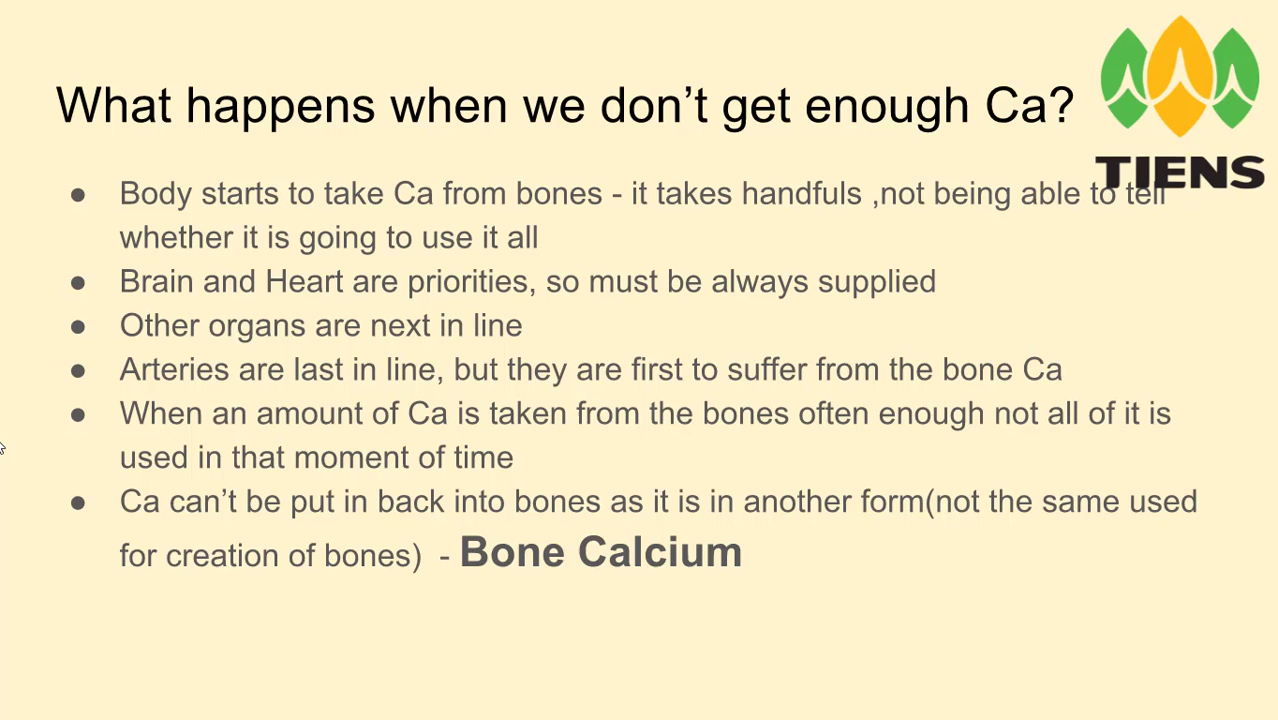 What happens when we don't get enough Ca?
TIENS
● Body starts to take Ca from bones - it takes handfuls ,not being able to tell
whether it is going to use it all
● Brain and Heart are priorities, so must be always supplied
● Other organs are next in line
● Arteries are last in line, but they are first to suffer from the bone Ca
● When an amount of Ca is taken from the bones often enough not all of it is
used in that moment of time
● Ca can't be put in back into bones as it is in another form(not the same used
for creation of bones)  - Bone Calcium